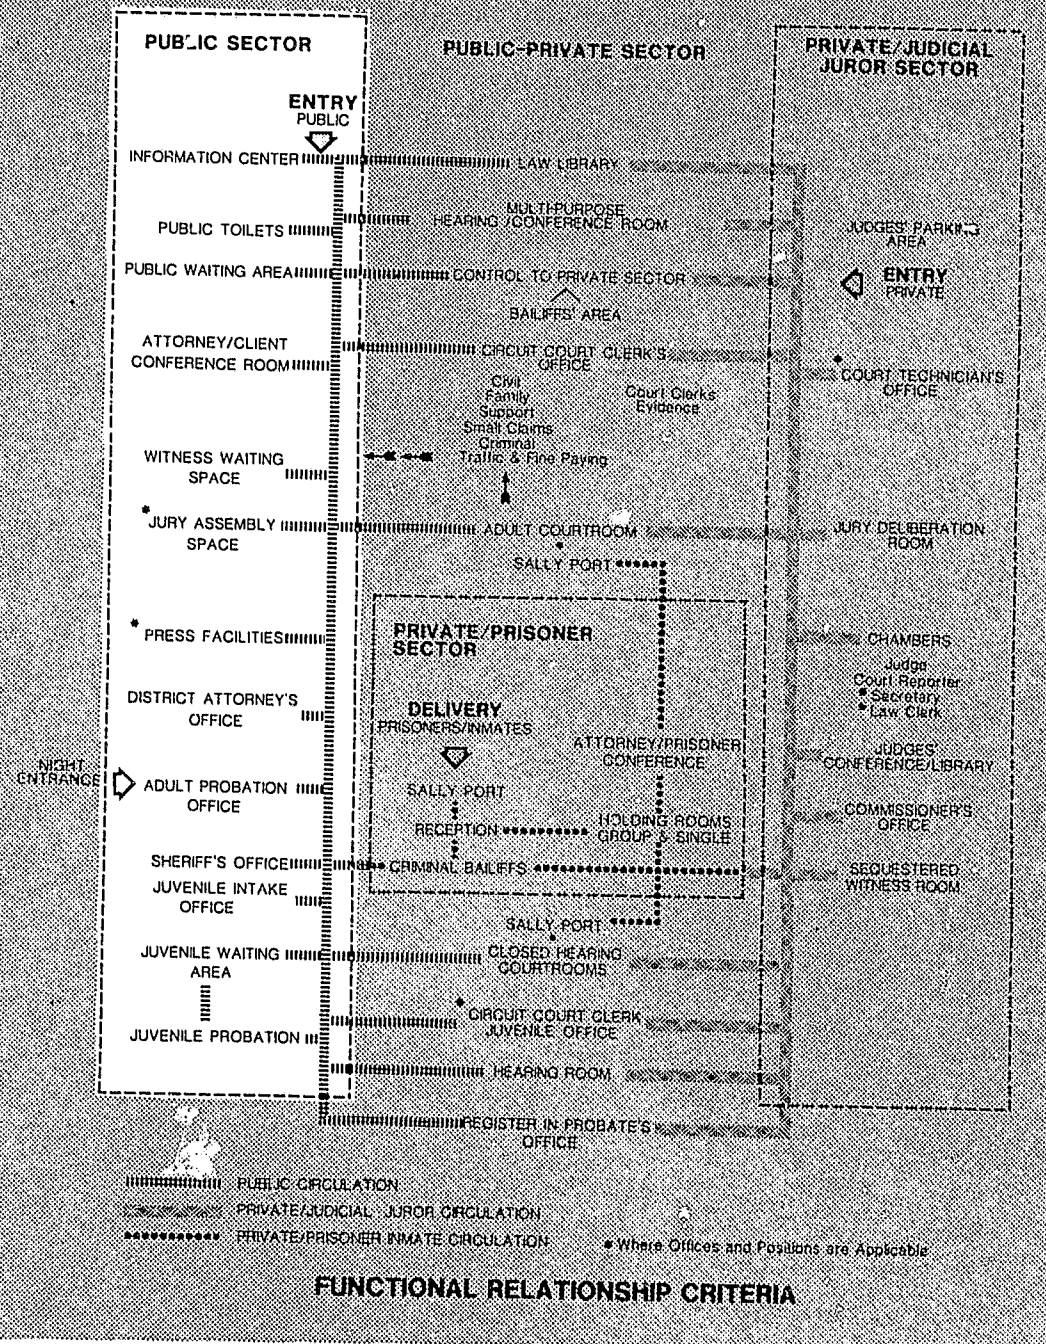 PUBLIC SECTOR
PUBLIC-PRIVATE SECTOR
PRIVATE/JUDICIAL
JUROR SECTOR
ENTRY
PUBLIC
INFORMATION CENTER
LAW LIBRARY
MULTI-PURPOSE
HEARING/CONFERENCE ROOM
PUBLIC TOILETS
JUDGES' PARKING
AREA
PUBLIC WAITING AREA
CONTROL TO PRIVATE SECTOR
ENTRY
PRIVATE
BAILIFFS' AREA
ATTORNEY/CLIENT
CONFERENCE ROOM
CIRCUIT COURT CLERK'S
OFFICE
• COURT TECHNICIAN'S
OFFICE
Civil
Family
Support
Small Claims
Criminal
Traffic & Fine Paying
Court Clerks
Evidence
WITNESS WAITING
SPACE
• JURY ASSEMBLY
SPACE
ADULT COURTROOM
JURY DELIBERATION
ROOM
SALLY PORT
• PRESS FACILITIES
PRIVATE/PRISONER
SECTOR
CHAMBERS
Judge
Court Reporter
• Secretary
• Law Clerk
DISTRICT ATTORNEY'S
OFFICE
DELIVERY
PRISONERS/INMATES
ATTORNEY/PRISONER
CONFERENCE
JUDGES'
CONFERENCE/LIBRARY
NIGHT
ENTRANCE
ADULT PROBATION
OFFICE
SALLY PORT
COMMISSIONER'S
OFFICE
RECEPTION
HOLDING ROOMS
GROUP & SINGLE
SHERIFF'S OFFICE
CRIMINAL BAILIFFS
SEQUESTERED
WITNESS ROOM
JUVENILE INTAKE
OFFICE
SALLY PORT
JUVENILE WAITING
AREA
CLOSED HEARING
COURTROOMS
• CIRCUIT COURT CLERK
JUVENILE OFFICE
JUVENILE PROBATION
HEARING ROOM
REGISTER IN PROBATE'S
OFFICE
PUBLIC CIRCULATION
PRIVATE/JUDICIAL JUROR CIRCULATION
PRIVATE/PRISONER INMATE CIRCULATION
• Where Offices and Positions are Applicable
FUNCTIONAL RELATIONSHIP CRITERIA